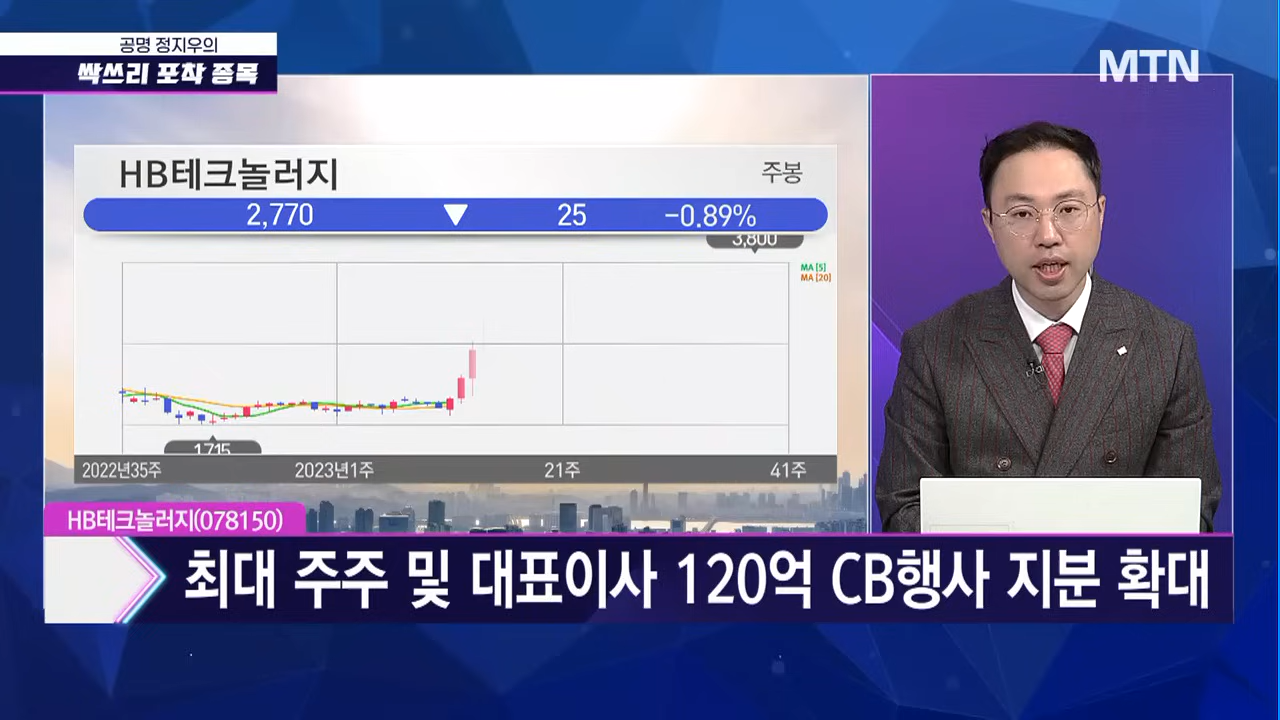 공명 정지우의
싹쓰리 포착 종목
MTN
HB테크놀러지
주봉
2,770 ▼ 25 -0.89%
3,800
MA [5]
MA [20]
1,715
2022년35주 2023년1주 21주 41주
HB테크놀러지(078150)
최대 주주 및 대표이사 120억 CB행사 지분 확대